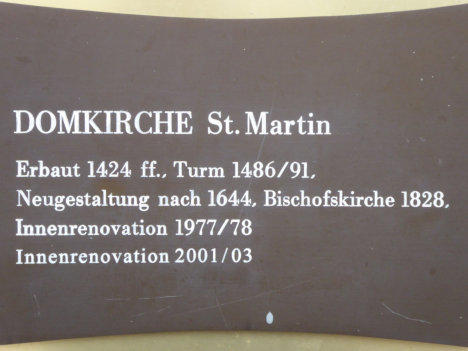 DOMKIRCHE St. Martin
Erbaut 1424 ff., Turm 1486/91,
Neugestaltung nach 1644, Bischofskirche 1828,
Innenrenovation 1977/78
Innenrenovation 2001/03